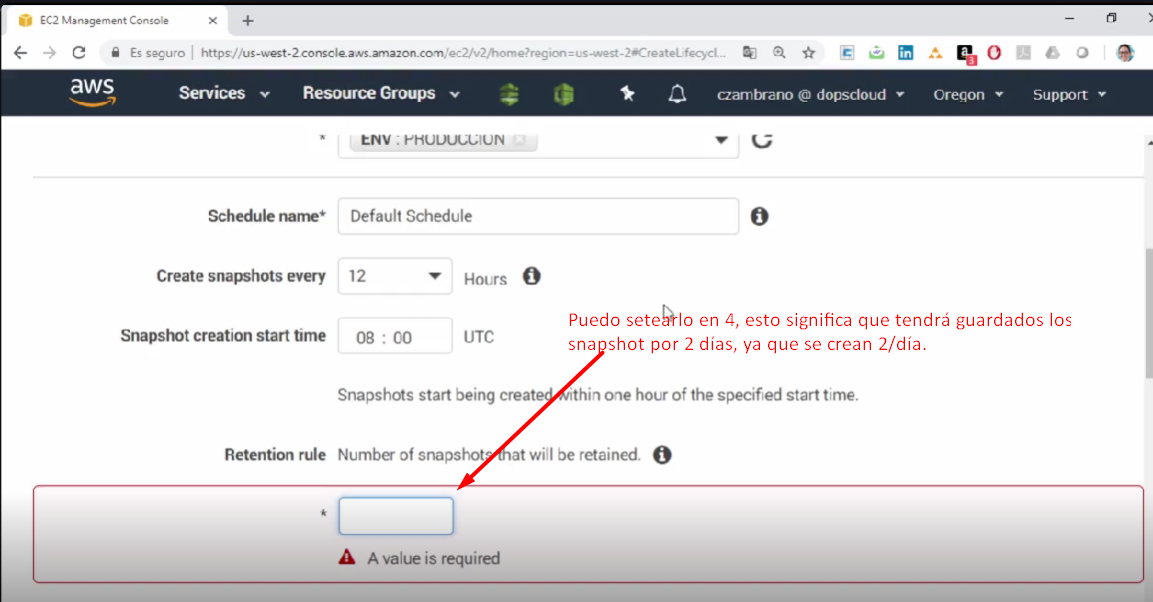 EC2 Management Console
Es seguro | https://us-west-2.console.aws.amazon.com/ec2/v2/home?region=us-west-2#CreateLifecycl...
3
aws Services Resource Groups czambrano @ dopscloud Oregon Support
* ENV : PRODUCCION
Schedule name* Default Schedule
Create snapshots every 12 Hours
Snapshot creation start time 08 : 00 UTC
Puedo setearlo en 4, esto significa que tendrá guardados los
snapshot por 2 días, ya que se crean 2/día.
Snapshots start being created within one hour of the specified start time.
Retention rule Number of snapshots that will be retained.
*
A value is required